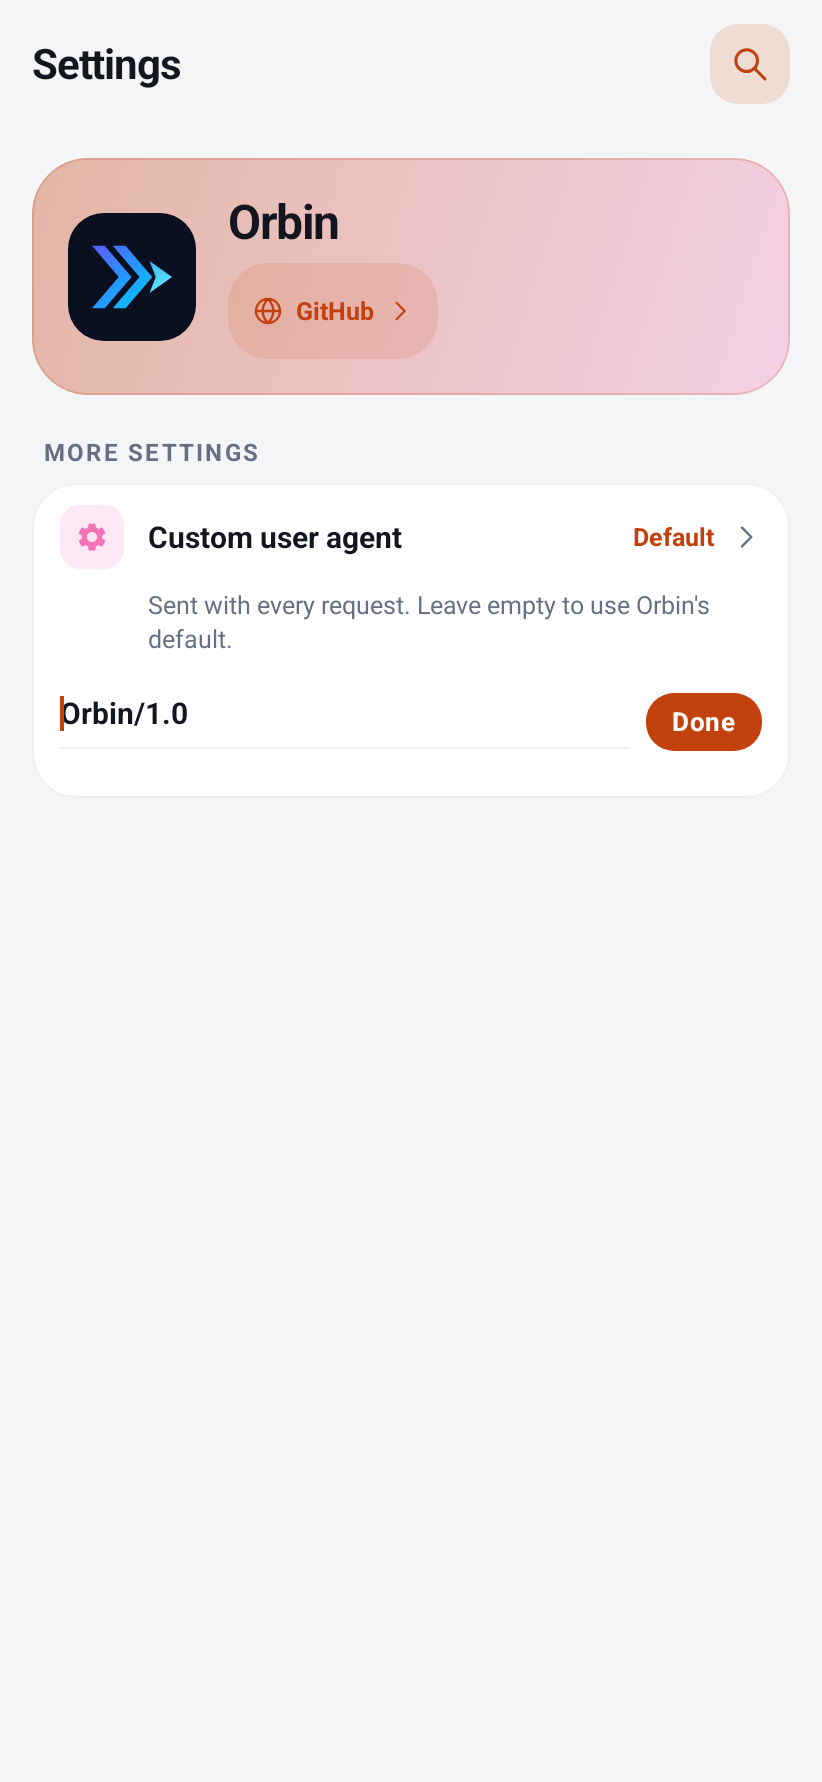 Settings
Orbin
GitHub
MORE SETTINGS
Custom user agent
Default
Sent with every request. Leave empty to use Orbin's
default.
Orbin/1.0
Done